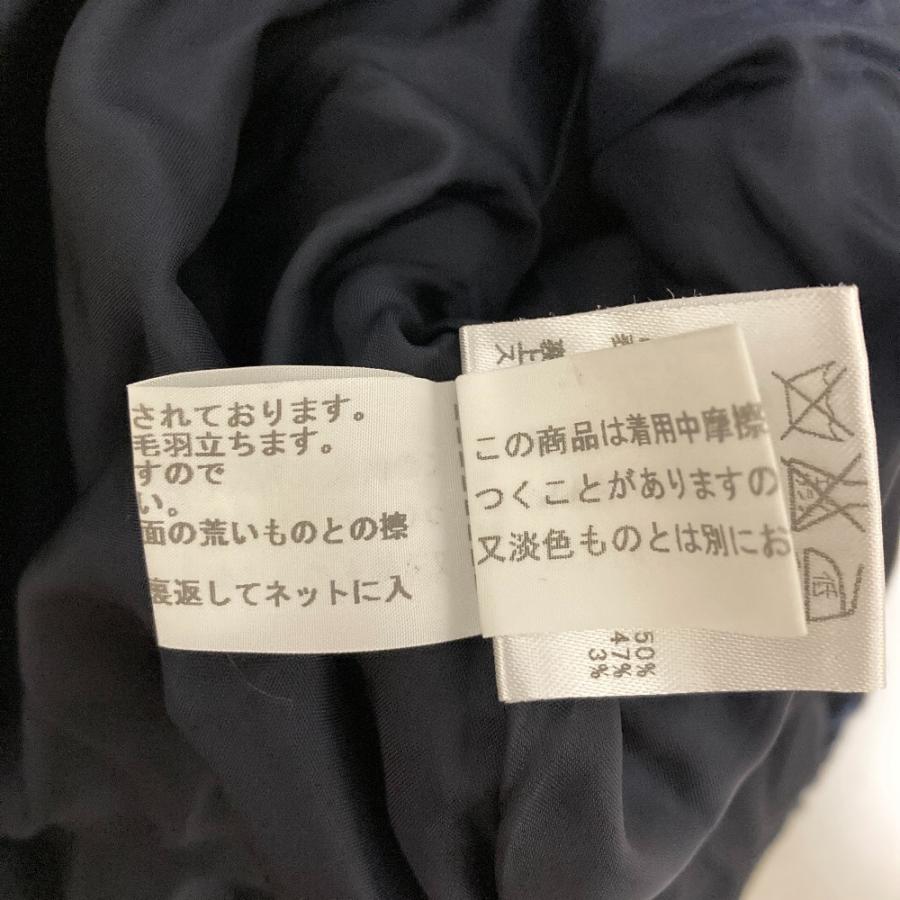 されております。
毛羽立ちます。
すので
い。
面の荒いものとの擦
裏返してネットに入
この商品は着用中摩擦
つくことがありますの
又淡色ものとは別にお
低
50%
47%
3%